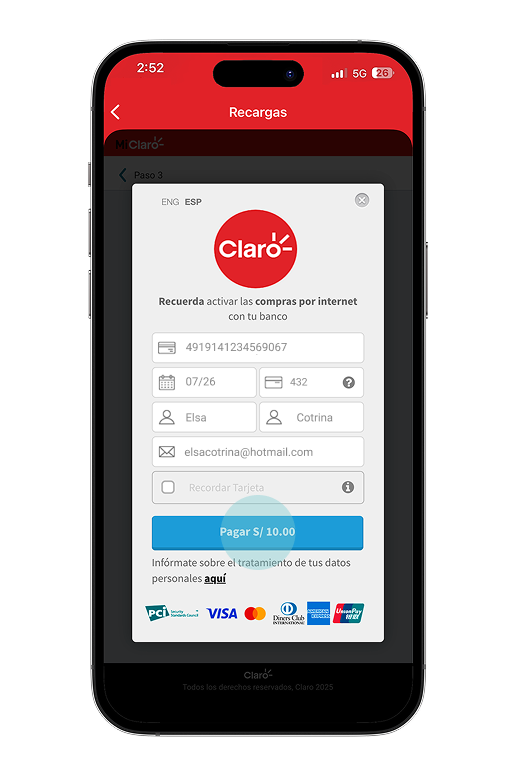 2:52
5G 26
Recargas
Mi Claro
Paso 3
ENG ESP
Claro
Recuerda activar las compras por internet
con tu banco
4919141234569067
07/26 432 ?
Elsa Cotrina
elsacotrina@hotmail.com
Recordar Tarjeta i
Pagar S/ 10.00
Infórmate sobre el tratamiento de tus datos
personales aquí
PCi Security Standards Council VISA Diners Club INTERNATIONAL AMERICAN EXPRESS UnionPay 银联
Claro
Todos los derechos reservados, Claro 2025